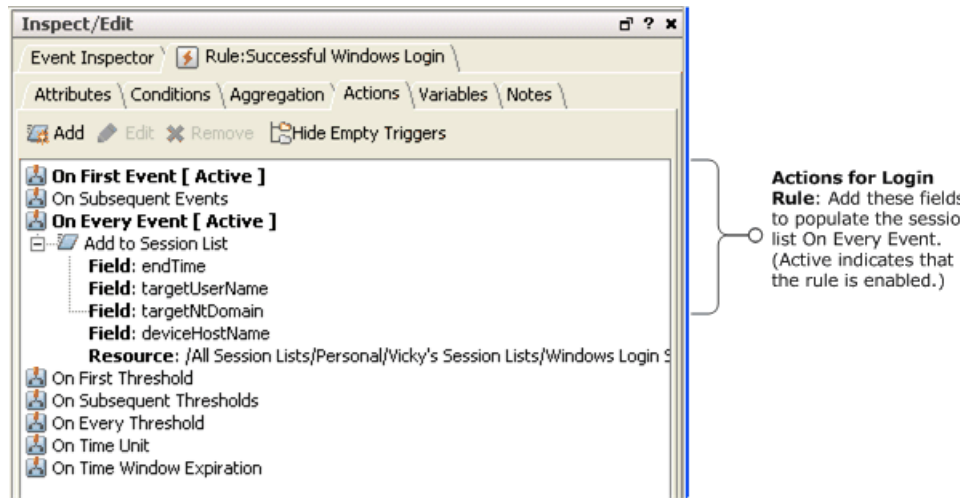 Inspect/Edit
Event Inspector Rule:Successful Windows Login
Attributes Conditions Aggregation Actions Variables Notes
Add Edit Remove Hide Empty Triggers
On First Event [ Active ]
On Subsequent Events
On Every Event [ Active ]
Add to Session List
Field: endTime
Field: targetUserName
Field: targetNtDomain
Field: deviceHostName
Resource: /All Session Lists/Personal/Vicky's Session Lists/Windows Login S
On First Threshold
On Subsequent Thresholds
On Every Threshold
On Time Unit
On Time Window Expiration
Actions for Login
Rule: Add these fields
to populate the sessio
list On Every Event.
(Active indicates that
the rule is enabled.)